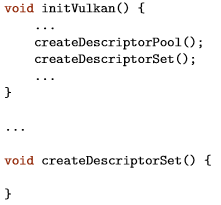 void initVulkan() {
    ...
    createDescriptorPool();
    createDescriptorSet();
    ...
}

...

void createDescriptorSet() {

}